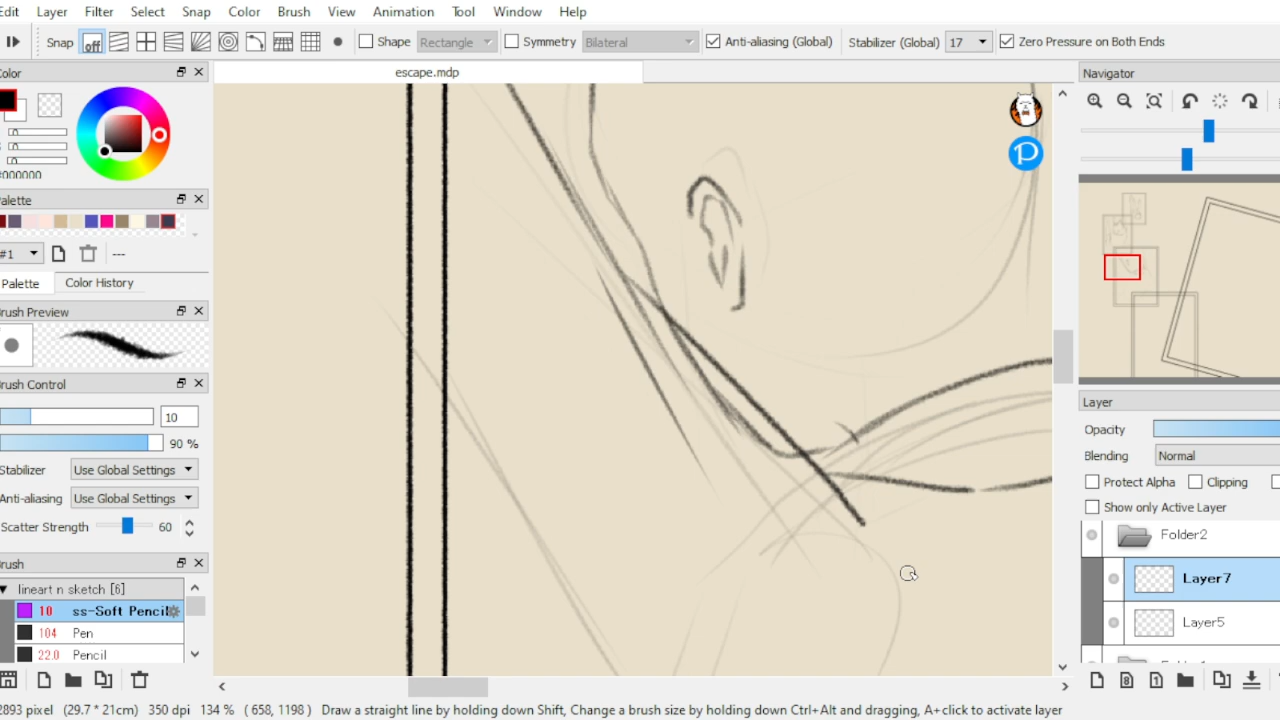 Edit Layer Filter Select Snap Color Brush View Animation Tool Window Help
Snap off Shape Rectangle Symmetry Bilateral Anti-aliasing (Global) Stabilizer (Global) 17 Zero Pressure on Both Ends
Color
escape.mdp
Navigator
0
0
0
#000000
Palette
#1 ---
Palette Color History
Brush Preview
Brush Control
10
90 %
Stabilizer Use Global Settings
Anti-aliasing Use Global Settings
Scatter Strength 60
Brush
lineart n sketch [6]
10 ss-Soft Pencil
104 Pen
22.0 Pencil
Layer
Opacity
Blending Normal
Protect Alpha Clipping
Show only Active Layer
Folder2
Layer7
Layer5
2893 pixel (29.7 * 21cm) 350 dpi 134 % ( 658, 1198 ) Draw a straight line by holding down Shift, Change a brush size by holding down Ctrl+Alt and dragging, A+click to activate layer